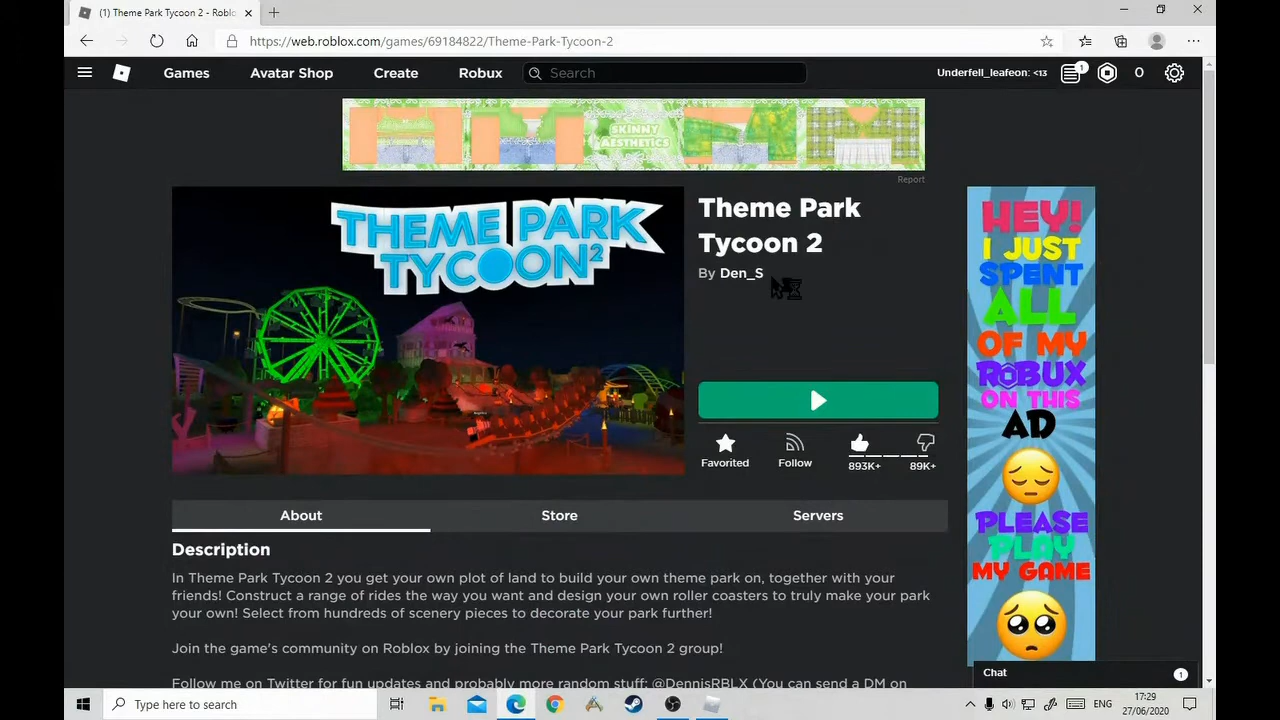 (1) Theme Park Tycoon 2 - Roblo
https://web.roblox.com/games/69184822/Theme-Park-Tycoon-2
Games Avatar Shop Create Robux Search Underfell_leafeon: <13 1 0
SKINNY
AESTHETICS
Report
THEME PARK
TYCOON 2
Theme Park
Tycoon 2
By Den_S
HEY!
I JUST
SPENT
ALL
OF MY
ROBUX
ON THIS
AD
PLEASE
PLAY
MY GAME
Favorited Follow 893K+ 89K+
About Store Servers
Description
In Theme Park Tycoon 2 you get your own plot of land to build your own theme park on, together with your
friends! Construct a range of rides the way you want and design your own roller coasters to truly make your park
your own! Select from hundreds of scenery pieces to decorate your park further!
Join the game's community on Roblox by joining the Theme Park Tycoon 2 group!
Follow me on Twitter for fun updates and probably more random stuff: @DennisRBLX (You can send a DM on
Chat 1
Type here to search
ENG
17:29
27/06/2020